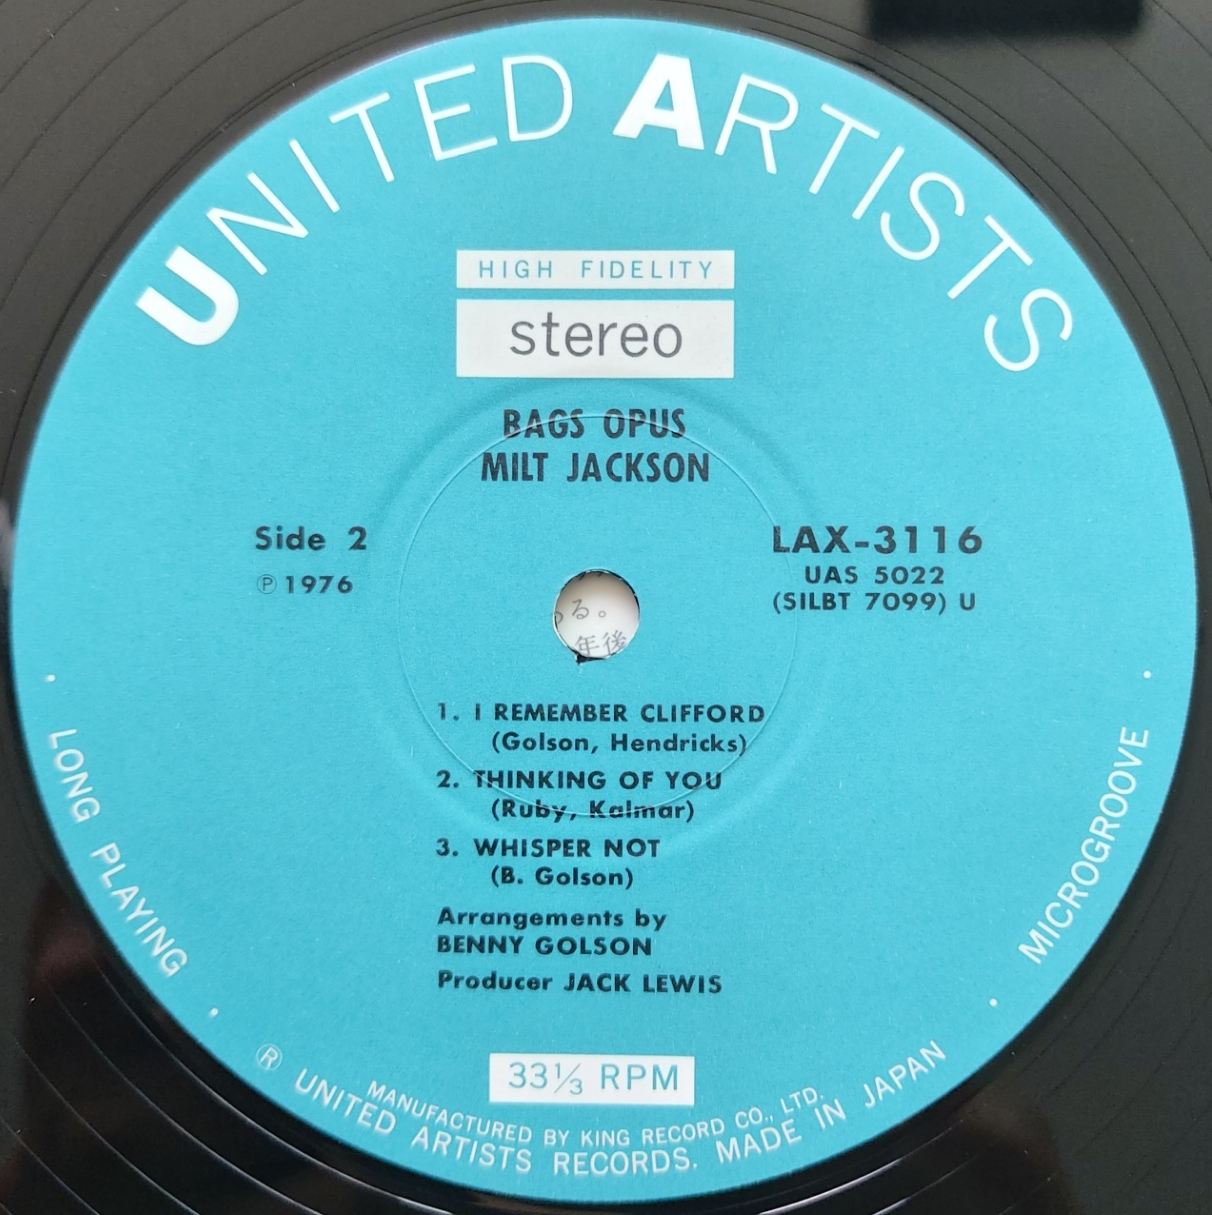 UNITED ARTISTS
HIGH FIDELITY
stereo
BAGS OPUS
MILT JACKSON
Side 2
℗ 1976
LAX-3116
UAS 5022
(SILBT 7099) U
る。
年後
1. I REMEMBER CLIFFORD
(Golson, Hendricks)
2. THINKING OF YOU
(Ruby, Kalmar)
3. WHISPER NOT
(B. Golson)
Arrangements by
BENNY GOLSON
Producer JACK LEWIS
LONG PLAYING
MICROGROOVE
33⅓ RPM
MANUFACTURED BY KING RECORD CO., LTD.
® UNITED ARTISTS RECORDS. MADE IN JAPAN